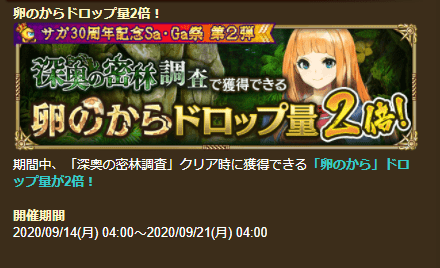 卵のからドロップ量2倍！
サガ30周年記念Sa・Ga祭 第2弾
深奥の密林調査で獲得できる
卵のからドロップ量2倍!
期間中、「深奥の密林調査」クリア時に獲得できる「卵のから」ドロ
ップ量が2倍！
開催期間
2020/09/14(月) 04:00～2020/09/21(月) 04:00